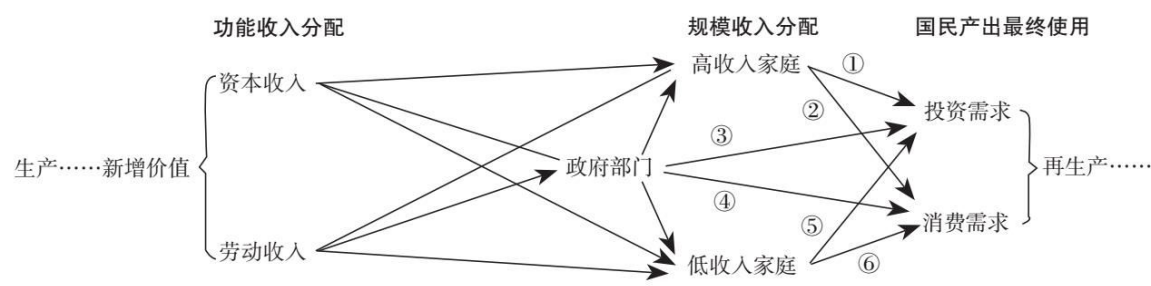 功能收入分配
规模收入分配
国民产出最终使用
资本收入
高收入家庭
①
②
投资需求
③
生产……新增价值
政府部门
再生产……
④
⑤
消费需求
劳动收入
低收入家庭
⑥